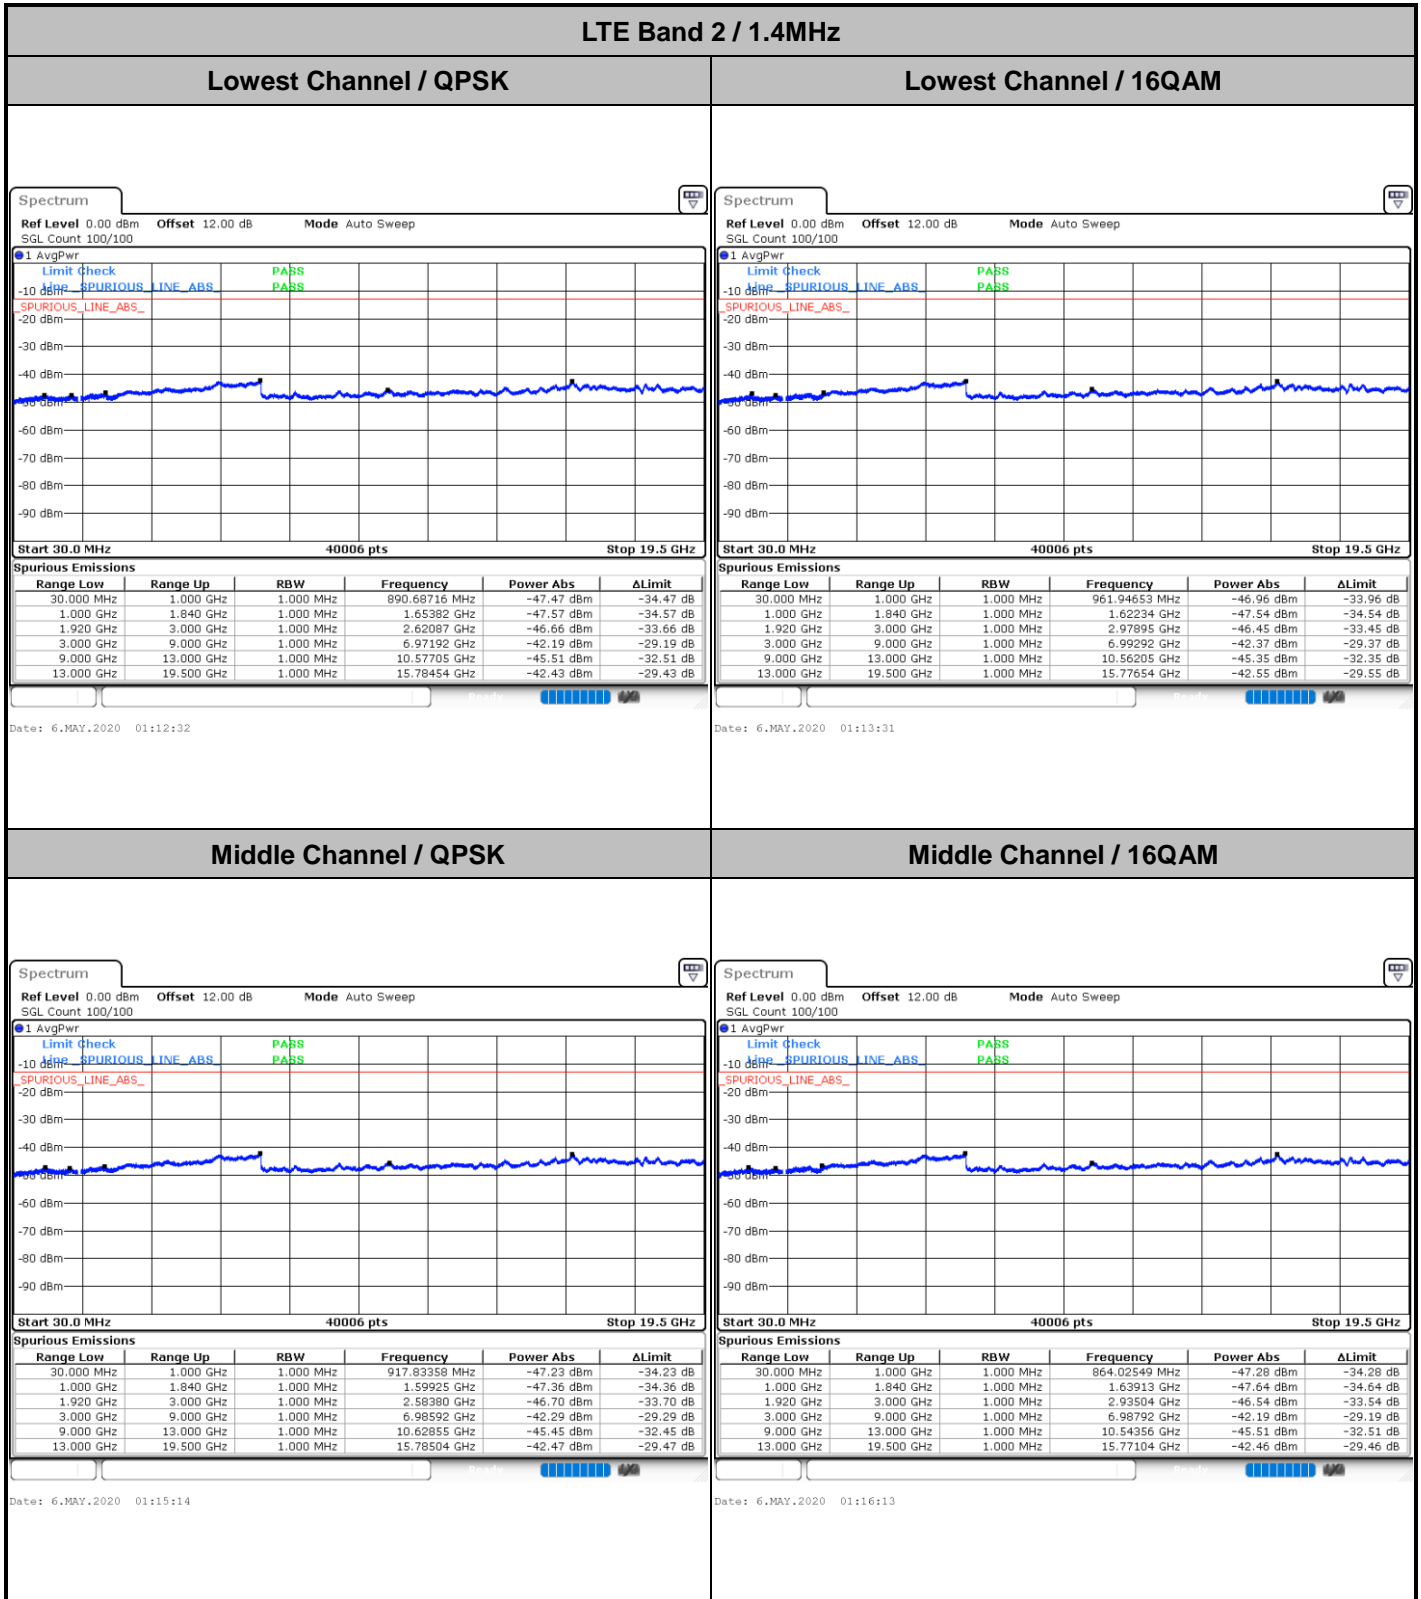 LTE Band 2 / 1.4MHz
Lowest Channel / QPSK
Lowest Channel / 16QAM
Spectrum
Ref Level 0.00 dBm Offset 12.00 dB Mode Auto Sweep
SGL Count 100/100
1 AvgPwr
Limit Check PASS
Line _SPURIOUS_LINE_ABS_ PASS
-10 dBm
_SPURIOUS_LINE_ABS_
-20 dBm
-30 dBm
-40 dBm
-50 dBm
-60 dBm
-70 dBm
-80 dBm
-90 dBm
Start 30.0 MHz 40006 pts Stop 19.5 GHz
Spurious Emissions
Range Low Range Up RBW Frequency Power Abs ΔLimit
30.000 MHz 1.000 GHz 1.000 MHz 890.68716 MHz -47.47 dBm -34.47 dB
1.000 GHz 1.840 GHz 1.000 MHz 1.65382 GHz -47.57 dBm -34.57 dB
1.920 GHz 3.000 GHz 1.000 MHz 2.62087 GHz -46.66 dBm -33.66 dB
3.000 GHz 9.000 GHz 1.000 MHz 6.97192 GHz -42.19 dBm -29.19 dB
9.000 GHz 13.000 GHz 1.000 MHz 10.57705 GHz -45.51 dBm -32.51 dB
13.000 GHz 19.500 GHz 1.000 MHz 15.78454 GHz -42.43 dBm -29.43 dB
Ready
Date: 6.MAY.2020 01:12:32
Spectrum
Ref Level 0.00 dBm Offset 12.00 dB Mode Auto Sweep
SGL Count 100/100
1 AvgPwr
Limit Check PASS
Line _SPURIOUS_LINE_ABS_ PASS
-10 dBm
_SPURIOUS_LINE_ABS_
-20 dBm
-30 dBm
-40 dBm
-50 dBm
-60 dBm
-70 dBm
-80 dBm
-90 dBm
Start 30.0 MHz 40006 pts Stop 19.5 GHz
Spurious Emissions
Range Low Range Up RBW Frequency Power Abs ΔLimit
30.000 MHz 1.000 GHz 1.000 MHz 961.94653 MHz -46.96 dBm -33.96 dB
1.000 GHz 1.840 GHz 1.000 MHz 1.62234 GHz -47.54 dBm -34.54 dB
1.920 GHz 3.000 GHz 1.000 MHz 2.97895 GHz -46.45 dBm -33.45 dB
3.000 GHz 9.000 GHz 1.000 MHz 6.99292 GHz -42.37 dBm -29.37 dB
9.000 GHz 13.000 GHz 1.000 MHz 10.56205 GHz -45.35 dBm -32.35 dB
13.000 GHz 19.500 GHz 1.000 MHz 15.77654 GHz -42.55 dBm -29.55 dB
Ready
Date: 6.MAY.2020 01:13:31
Middle Channel / QPSK
Middle Channel / 16QAM
Spectrum
Ref Level 0.00 dBm Offset 12.00 dB Mode Auto Sweep
SGL Count 100/100
1 AvgPwr
Limit Check PASS
Line _SPURIOUS_LINE_ABS_ PASS
-10 dBm
_SPURIOUS_LINE_ABS_
-20 dBm
-30 dBm
-40 dBm
-50 dBm
-60 dBm
-70 dBm
-80 dBm
-90 dBm
Start 30.0 MHz 40006 pts Stop 19.5 GHz
Spurious Emissions
Range Low Range Up RBW Frequency Power Abs ΔLimit
30.000 MHz 1.000 GHz 1.000 MHz 917.83358 MHz -47.23 dBm -34.23 dB
1.000 GHz 1.840 GHz 1.000 MHz 1.59925 GHz -47.36 dBm -34.36 dB
1.920 GHz 3.000 GHz 1.000 MHz 2.58380 GHz -46.70 dBm -33.70 dB
3.000 GHz 9.000 GHz 1.000 MHz 6.98592 GHz -42.29 dBm -29.29 dB
9.000 GHz 13.000 GHz 1.000 MHz 10.62855 GHz -45.45 dBm -32.45 dB
13.000 GHz 19.500 GHz 1.000 MHz 15.78504 GHz -42.47 dBm -29.47 dB
Ready
Date: 6.MAY.2020 01:15:14
Spectrum
Ref Level 0.00 dBm Offset 12.00 dB Mode Auto Sweep
SGL Count 100/100
1 AvgPwr
Limit Check PASS
Line _SPURIOUS_LINE_ABS_ PASS
-10 dBm
_SPURIOUS_LINE_ABS_
-20 dBm
-30 dBm
-40 dBm
-50 dBm
-60 dBm
-70 dBm
-80 dBm
-90 dBm
Start 30.0 MHz 40006 pts Stop 19.5 GHz
Spurious Emissions
Range Low Range Up RBW Frequency Power Abs ΔLimit
30.000 MHz 1.000 GHz 1.000 MHz 864.02549 MHz -47.28 dBm -34.28 dB
1.000 GHz 1.840 GHz 1.000 MHz 1.63913 GHz -47.64 dBm -34.64 dB
1.920 GHz 3.000 GHz 1.000 MHz 2.93504 GHz -46.54 dBm -33.54 dB
3.000 GHz 9.000 GHz 1.000 MHz 6.98792 GHz -42.19 dBm -29.19 dB
9.000 GHz 13.000 GHz 1.000 MHz 10.54356 GHz -45.51 dBm -32.51 dB
13.000 GHz 19.500 GHz 1.000 MHz 15.77104 GHz -42.46 dBm -29.46 dB
Ready
Date: 6.MAY.2020 01:16:13